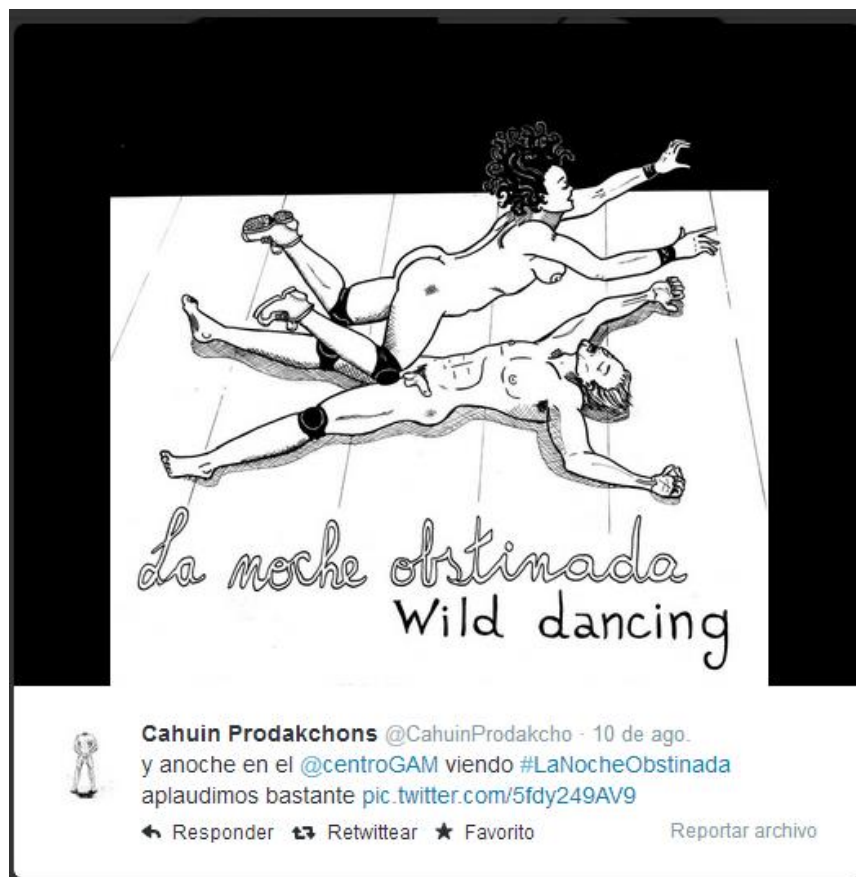 La noche obstinada
Wild dancing
Cahuin Prodakchons @CahuinProdakcho · 10 de ago.
y anoche en el @centroGAM viendo #LaNocheObstinada
aplaudimos bastante pic.twitter.com/5fdy249AV9
Responder Retwittear Favorito Reportar archivo